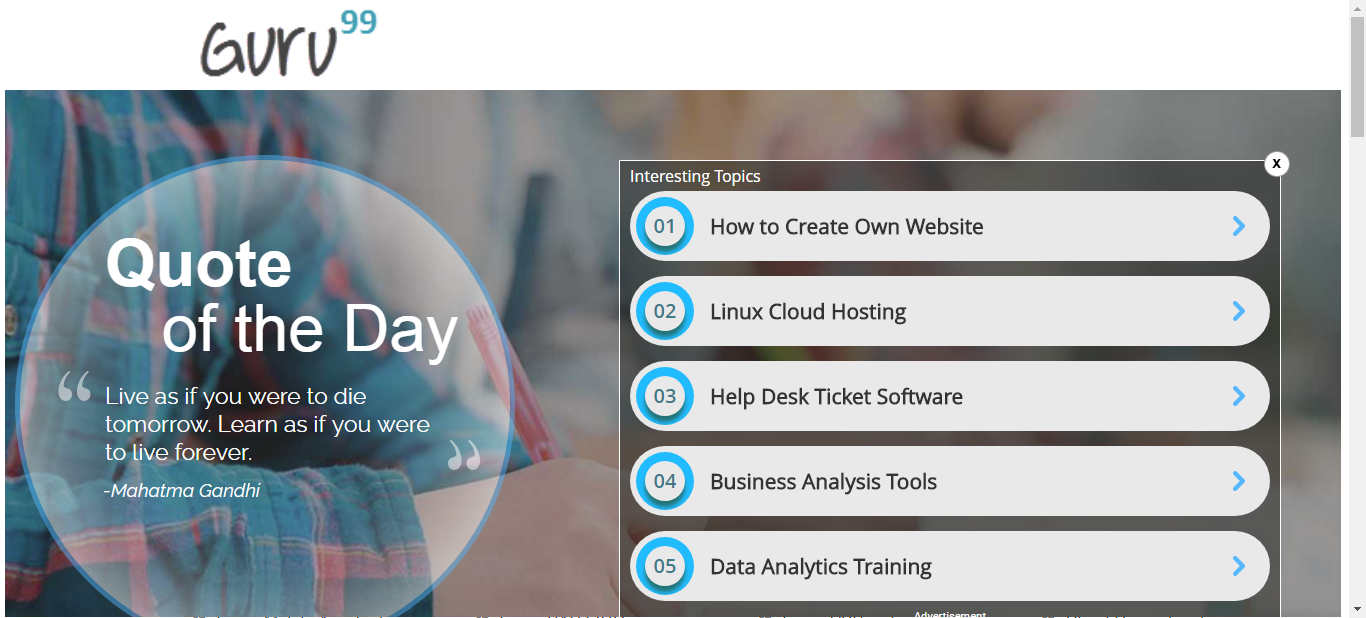 Guru99
X
Interesting Topics
01 How to Create Own Website
02 Linux Cloud Hosting
03 Help Desk Ticket Software
04 Business Analysis Tools
05 Data Analytics Training
Advertisement
Quote
of the Day
“ Live as if you were to die
tomorrow. Learn as if you were
to live forever. ”
-Mahatma Gandhi